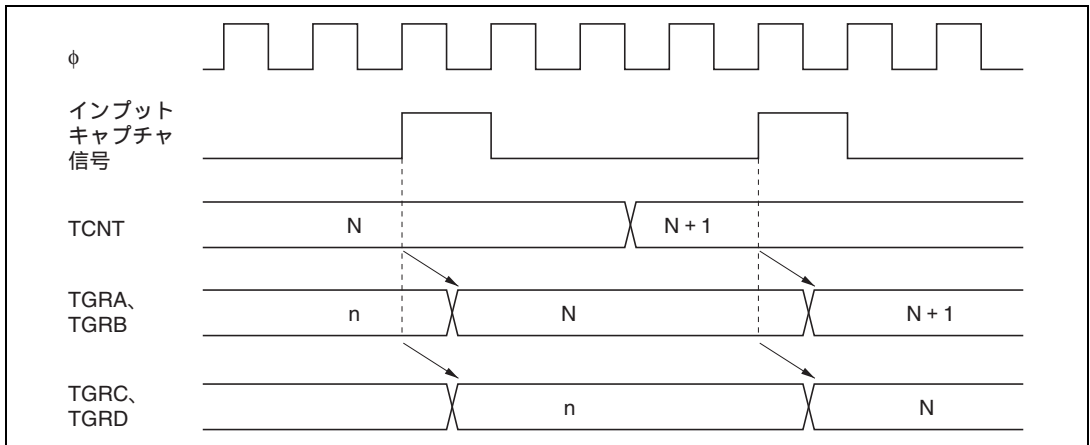 φ
インプット
キャプチャ
信号
TCNT N N + 1
TGRA、
TGRB n N N + 1
TGRC、
TGRD n N